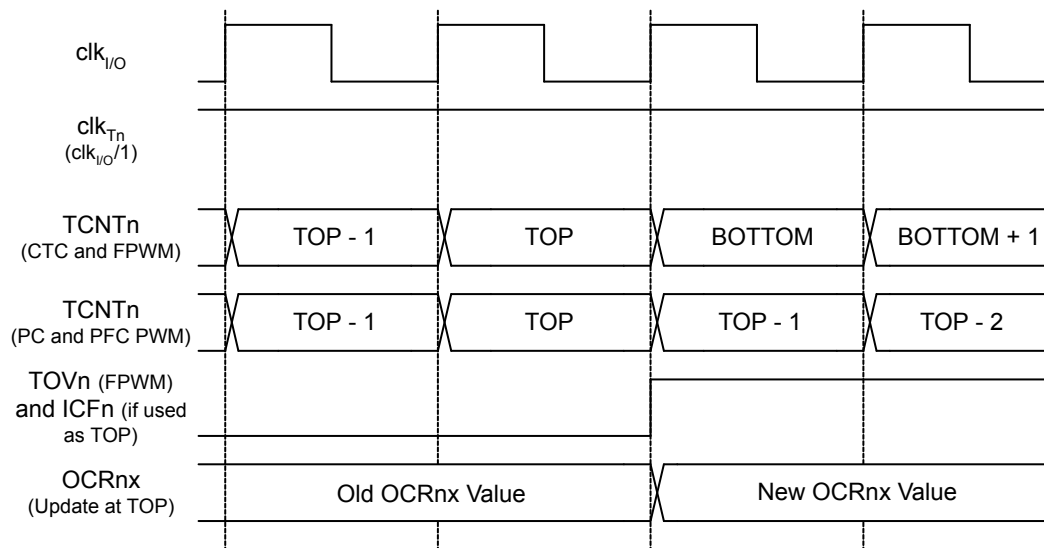 clkI/O
clkTn
(clkI/O/1)
TCNTn
(CTC and FPWM)
TOP - 1 TOP BOTTOM BOTTOM + 1
TCNTn
(PC and PFC PWM)
TOP - 1 TOP TOP - 1 TOP - 2
TOVn (FPWM)
and ICFn (if used
as TOP)
OCRnx
(Update at TOP)
Old OCRnx Value New OCRnx Value